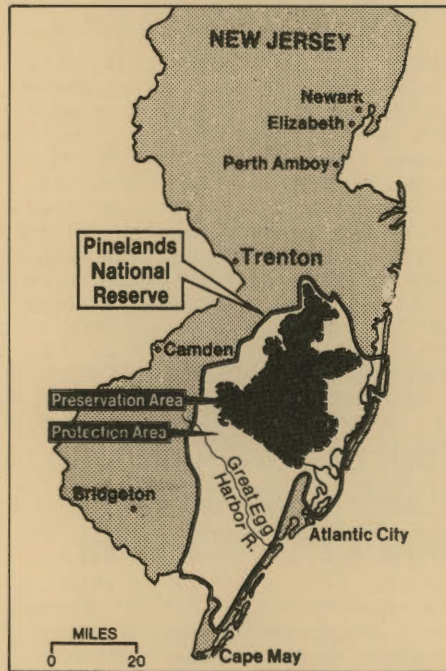 NEW JERSEY
Newark
Elizabeth
Perth Amboy
Pinelands
National
Reserve
Trenton
Camden
Preservation Area
Protection Area
Great Egg
Harbor R.
Bridgeton
Atlantic City
MILES
0 20
Cape May